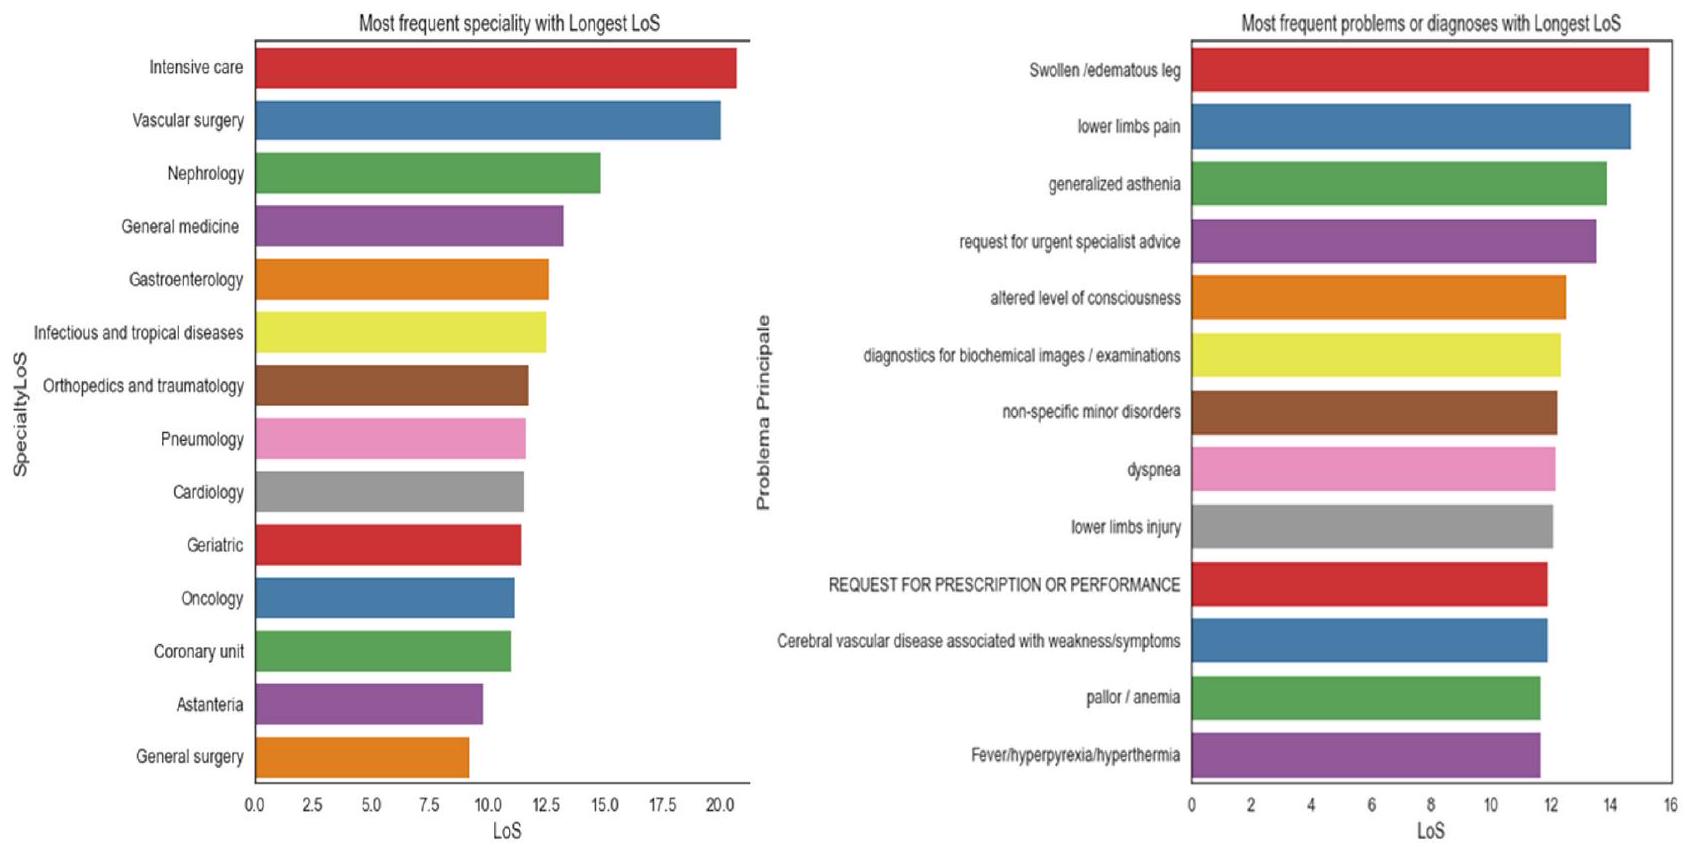 Most frequent speciality with Longest LoS
Intensive care
Vascular surgery
Nephrology
General medicine
Gastroenterology
Infectious and tropical diseases
Orthopedics and traumatology
Pneumology
Cardiology
Geriatric
Oncology
Coronary unit
Astanteria
General surgery
SpecialtyLoS
0.0 2.5 5.0 7.5 10.0 12.5 15.0 17.5 20.0
LoS
Most frequent problems or diagnoses with Longest LoS
Swollen /edematous leg
lower limbs pain
generalized asthenia
request for urgent specialist advice
altered level of consciousness
diagnostics for biochemical images / examinations
non-specific minor disorders
dyspnea
lower limbs injury
REQUEST FOR PRESCRIPTION OR PERFORMANCE
Cerebral vascular disease associated with weakness/symptoms
pallor / anemia
Fever/hyperpyrexia/hyperthermia
Problema Principale
0 2 4 6 8 10 12 14 16
LoS